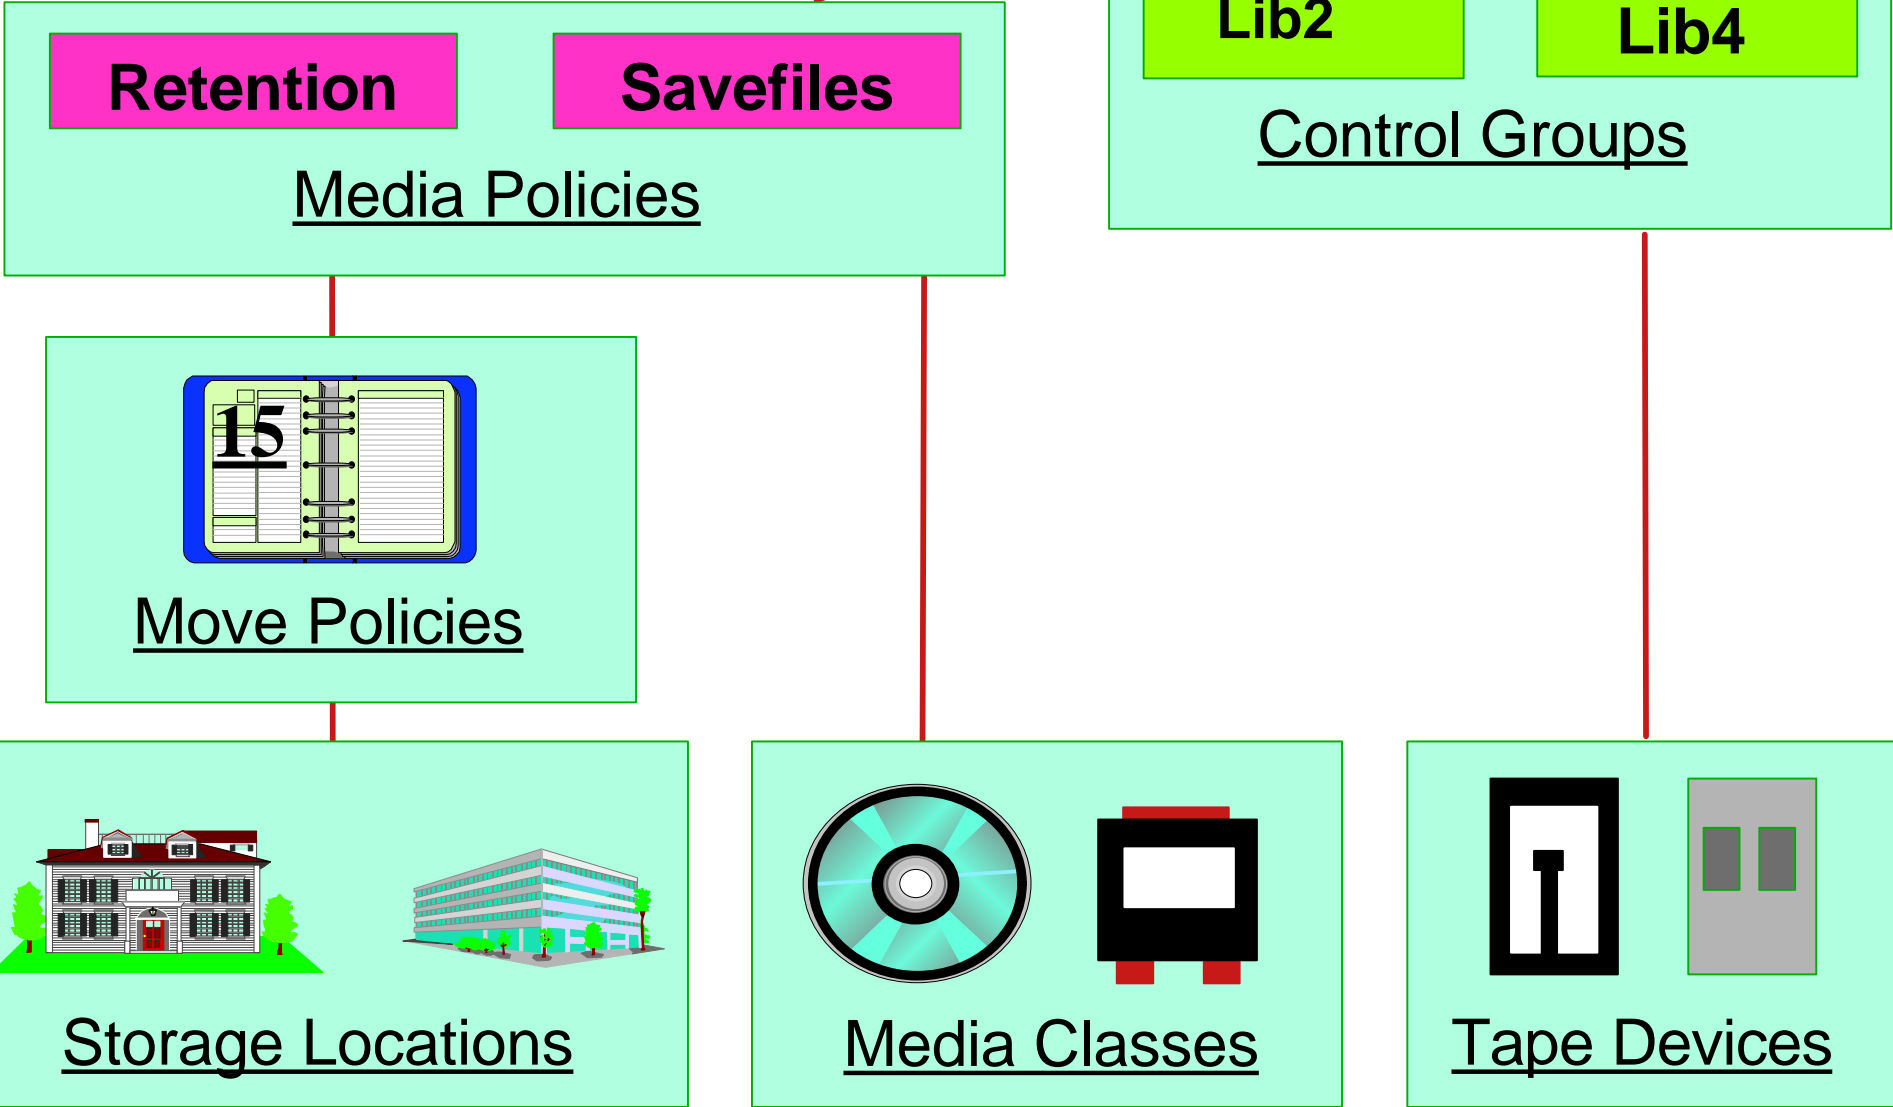 Retention
Savefiles
Media Policies
Lib2
Lib4
Control Groups
15
Move Policies
Storage Locations
Media Classes
Tape Devices